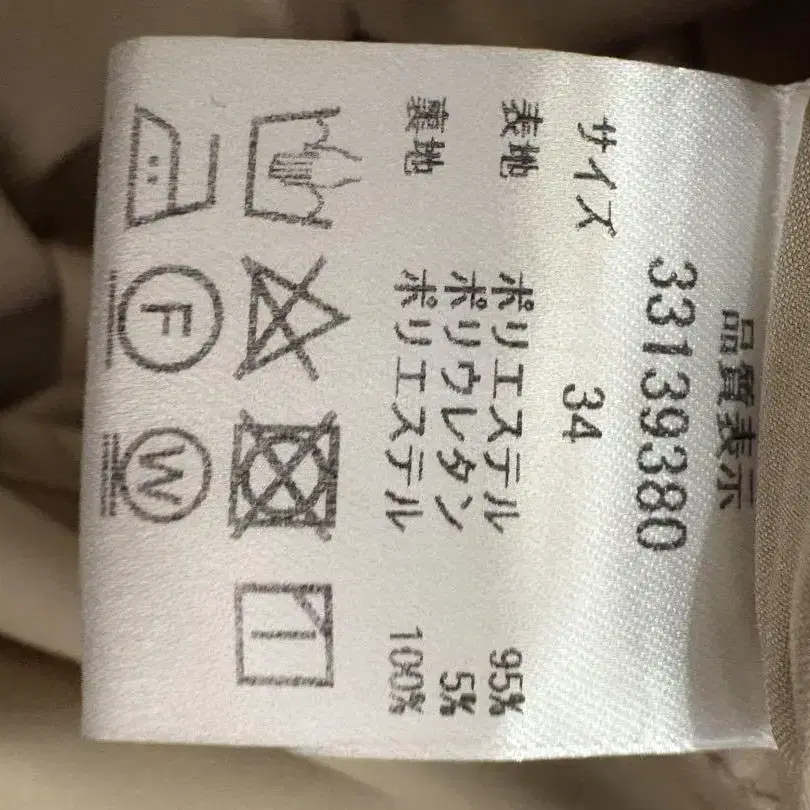 品質表示
33139380
サイズ 34
表地 ポリエステル 95%
ポリウレタン 5%
裏地 ポリエステル 100%
F
W